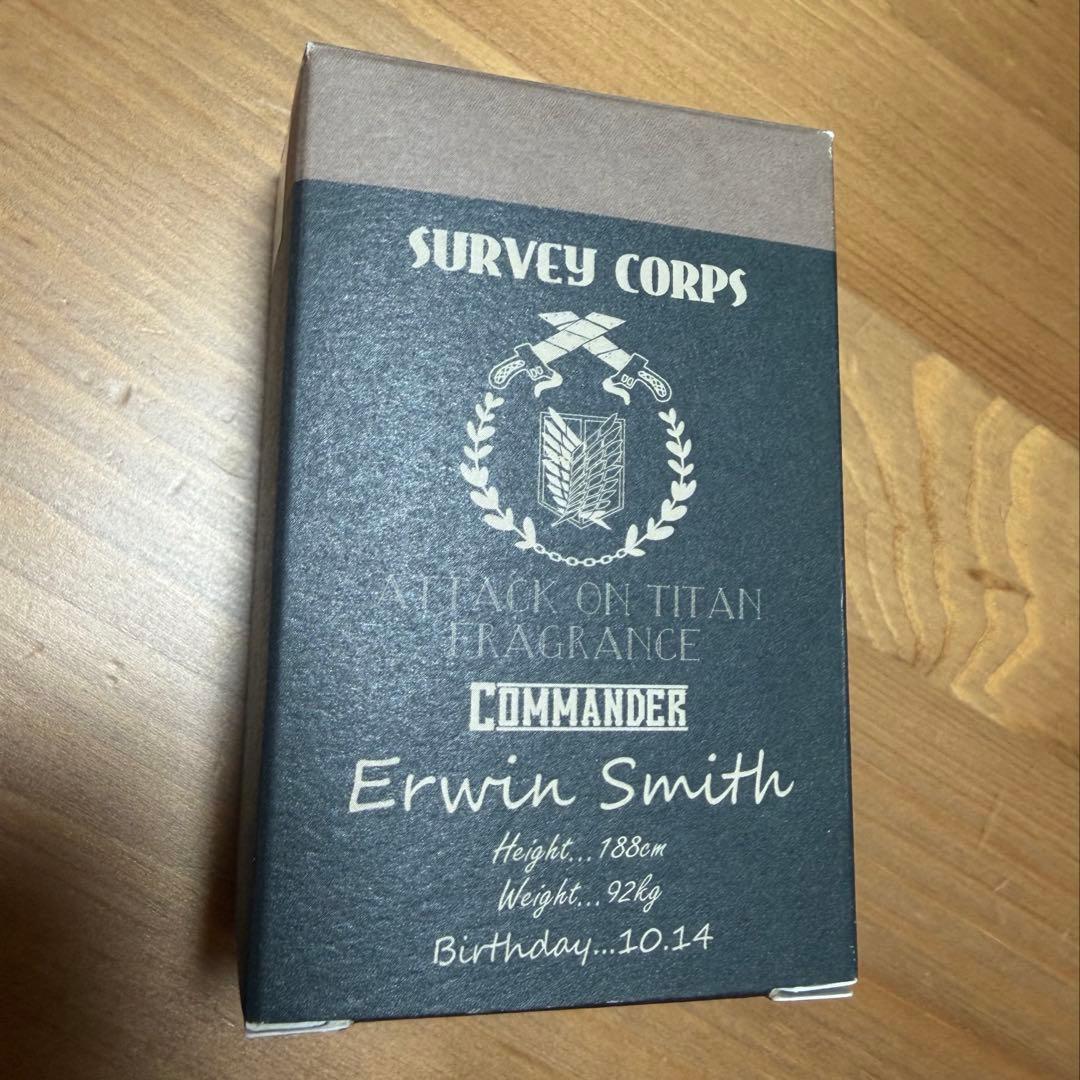 SURVEY CORPS
ATTACK ON TITAN
FRAGRANCE
COMMANDER
Erwin Smith
Height...188cm
Weight...92kg
Birthday...10.14